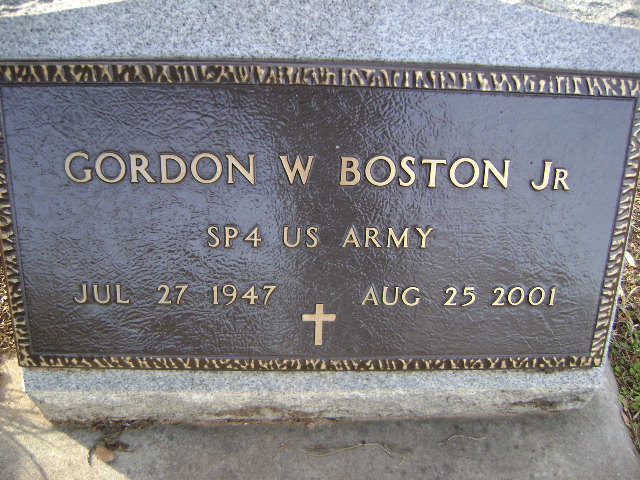 GORDON W BOSTON JR
SP4 US ARMY
JUL 27 1947 AUG 25 2001